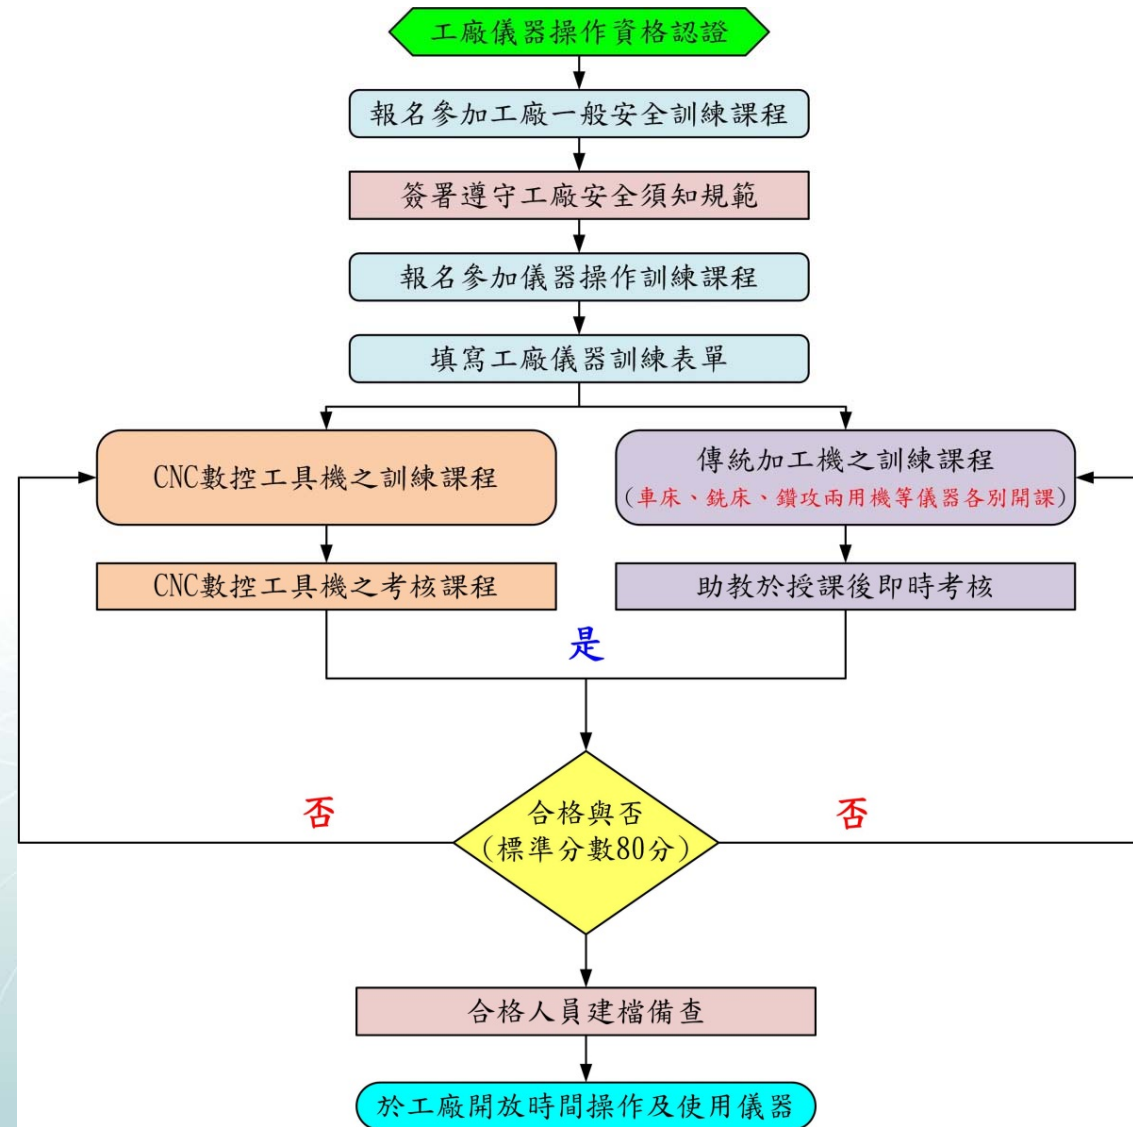 工廠儀器操作資格認證
報名參加工廠一般安全訓練課程
簽署遵守工廠安全須知規範
報名參加儀器操作訓練課程
填寫工廠儀器訓練表單
CNC數控工具機之訓練課程
傳統加工機之訓練課程
(車床、銑床、鑽攻兩用機等儀器各別開課)
CNC數控工具機之考核課程
助教於授課後即時考核
是
否
合格與否
(標準分數80分)
否
合格人員建檔備查
於工廠開放時間操作及使用儀器